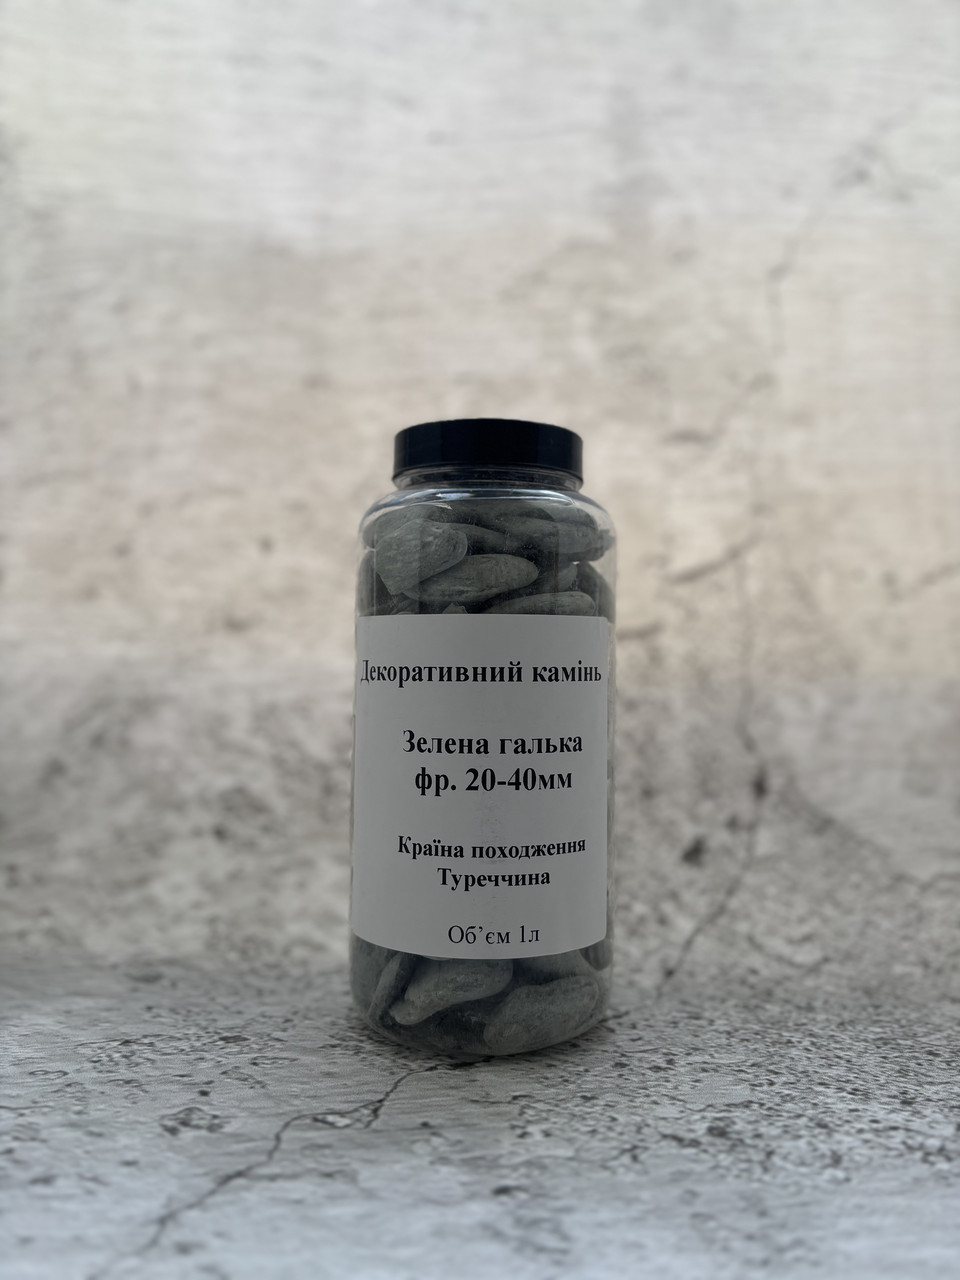 Декоративний камінь
Зелена галька
фр. 20-40мм
Країна походження
Туреччина
Об’єм 1л